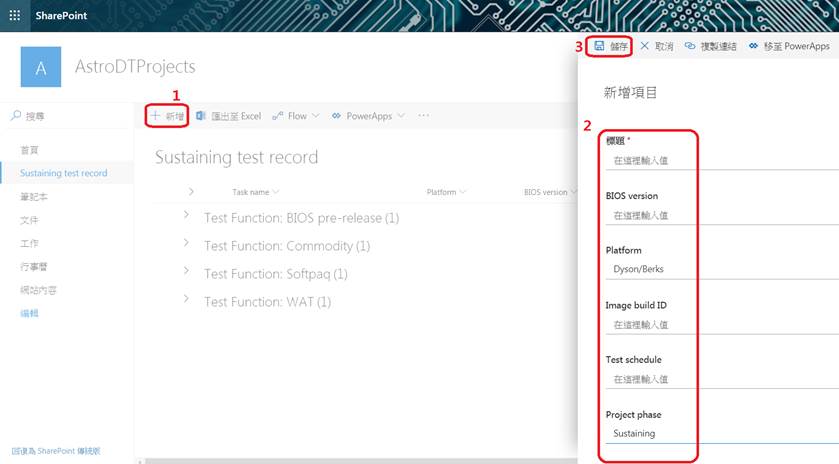 SharePoint
A
AstroDTProjects
搜尋
首頁
Sustaining test record
筆記本
文件
工作
行事曆
網站內容
編輯
回復為 SharePoint 傳統版
1
新增
匯出至 Excel
Flow
PowerApps
Sustaining test record
Task name
Platform
BIOS version
Test Function: BIOS pre-release (1)
Test Function: Commodity (1)
Test Function: Softpaq (1)
Test Function: WAT (1)
3
儲存
取消
複製連結
移至 PowerApps
新增項目
2
標題 *
在這裡輸入值
BIOS version
在這裡輸入值
Platform
Dyson/Berks
Image build ID
在這裡輸入值
Test schedule
在這裡輸入值
Project phase
Sustaining